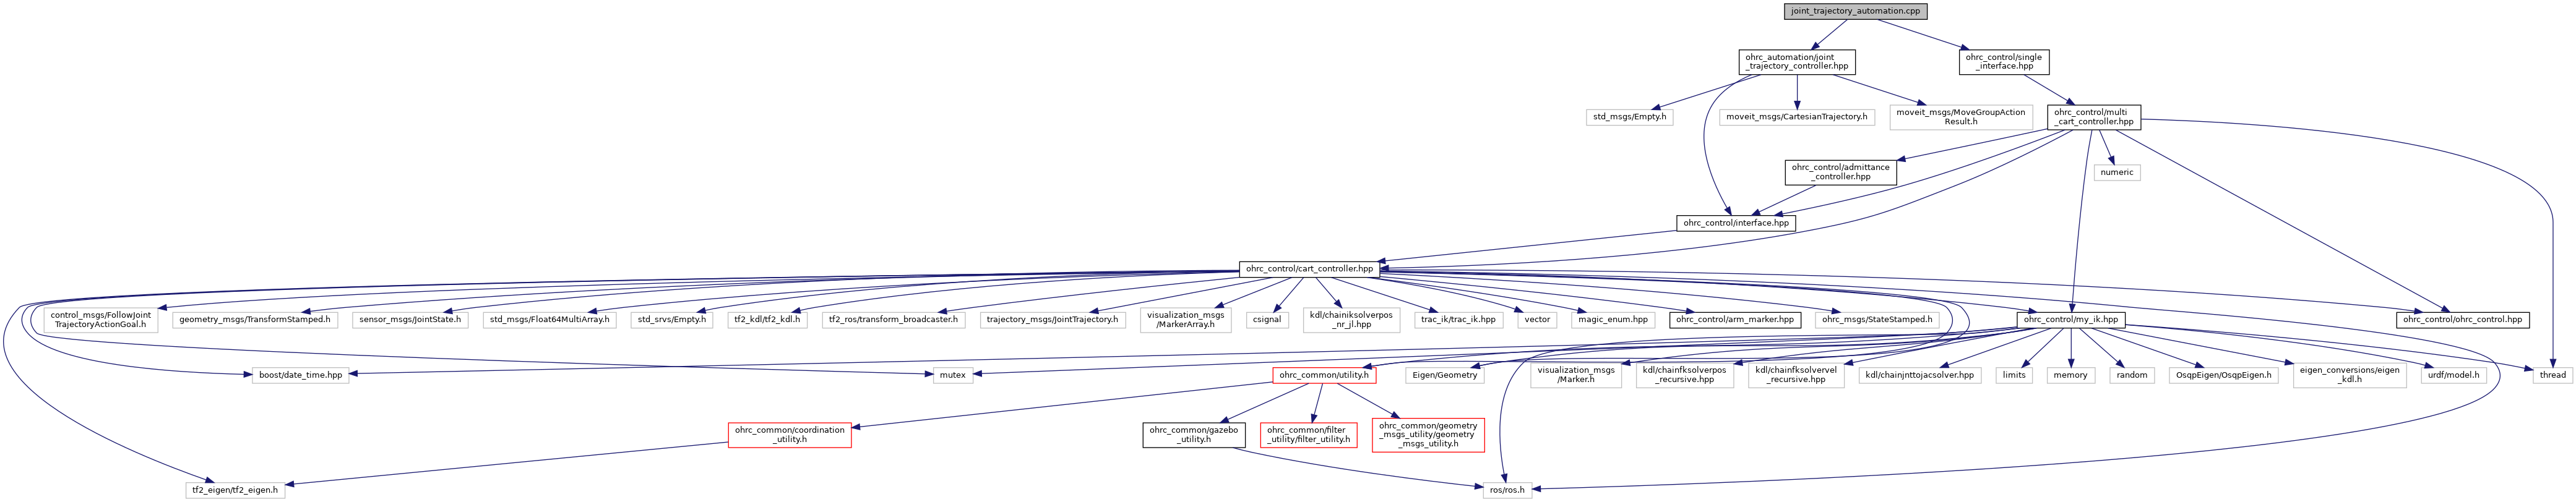 joint_trajectory_automation.cpp
ohrc_automation/joint
_trajectory_controller.hpp
ohrc_control/single
_interface.hpp
std_msgs/Empty.h
moveit_msgs/CartesianTrajectory.h
moveit_msgs/MoveGroupAction
Result.h
ohrc_control/multi
_cart_controller.hpp
ohrc_control/admittance
_controller.hpp
numeric
ohrc_control/interface.hpp
ohrc_control/cart_controller.hpp
control_msgs/FollowJoint
TrajectoryActionGoal.h
geometry_msgs/TransformStamped.h
sensor_msgs/JointState.h
std_msgs/Float64MultiArray.h
std_srvs/Empty.h
tf2_kdl/tf2_kdl.h
tf2_ros/transform_broadcaster.h
trajectory_msgs/JointTrajectory.h
visualization_msgs
/MarkerArray.h
csignal
kdl/chainiksolverpos
_nr_jl.hpp
trac_ik/trac_ik.hpp
vector
magic_enum.hpp
ohrc_control/arm_marker.hpp
ohrc_msgs/StateStamped.h
ohrc_control/my_ik.hpp
ohrc_control/ohrc_control.hpp
boost/date_time.hpp
mutex
ohrc_common/utility.h
Eigen/Geometry
visualization_msgs
/Marker.h
kdl/chainfksolverpos
_recursive.hpp
kdl/chainfksolvervel
_recursive.hpp
kdl/chainjnttojacsolver.hpp
limits
memory
random
OsqpEigen/OsqpEigen.h
eigen_conversions/eigen
_kdl.h
urdf/model.h
thread
ohrc_common/coordination
_utility.h
ohrc_common/gazebo
_utility.h
ohrc_common/filter
_utility/filter_utility.h
ohrc_common/geometry
_msgs_utility/geometry
_msgs_utility.h
tf2_eigen/tf2_eigen.h
ros/ros.h